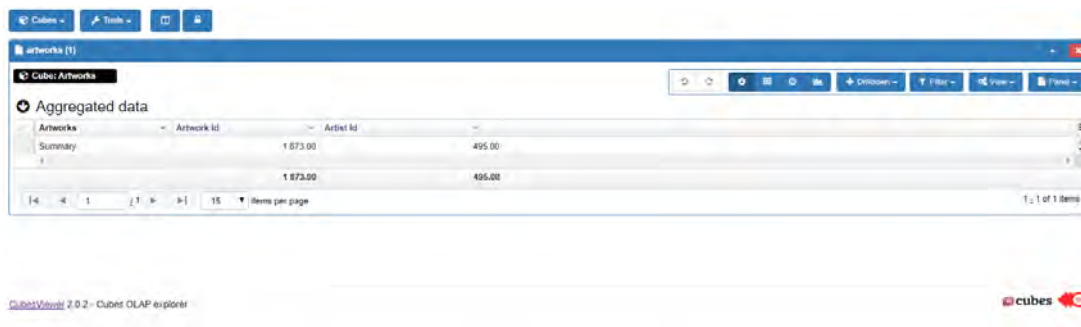 Cubes Tools
artworks (1)
Cube: Artworks
Drilldown Filter View Panel
Aggregated data
Artworks Artwork Id Artist Id
Summary 1 873.00 495.00
1 873.00 495.00
1 / 1 15 items per page 1 - 1 of 1 items
CubesViewer 2.0.2 - Cubes OLAP explorer
cubes